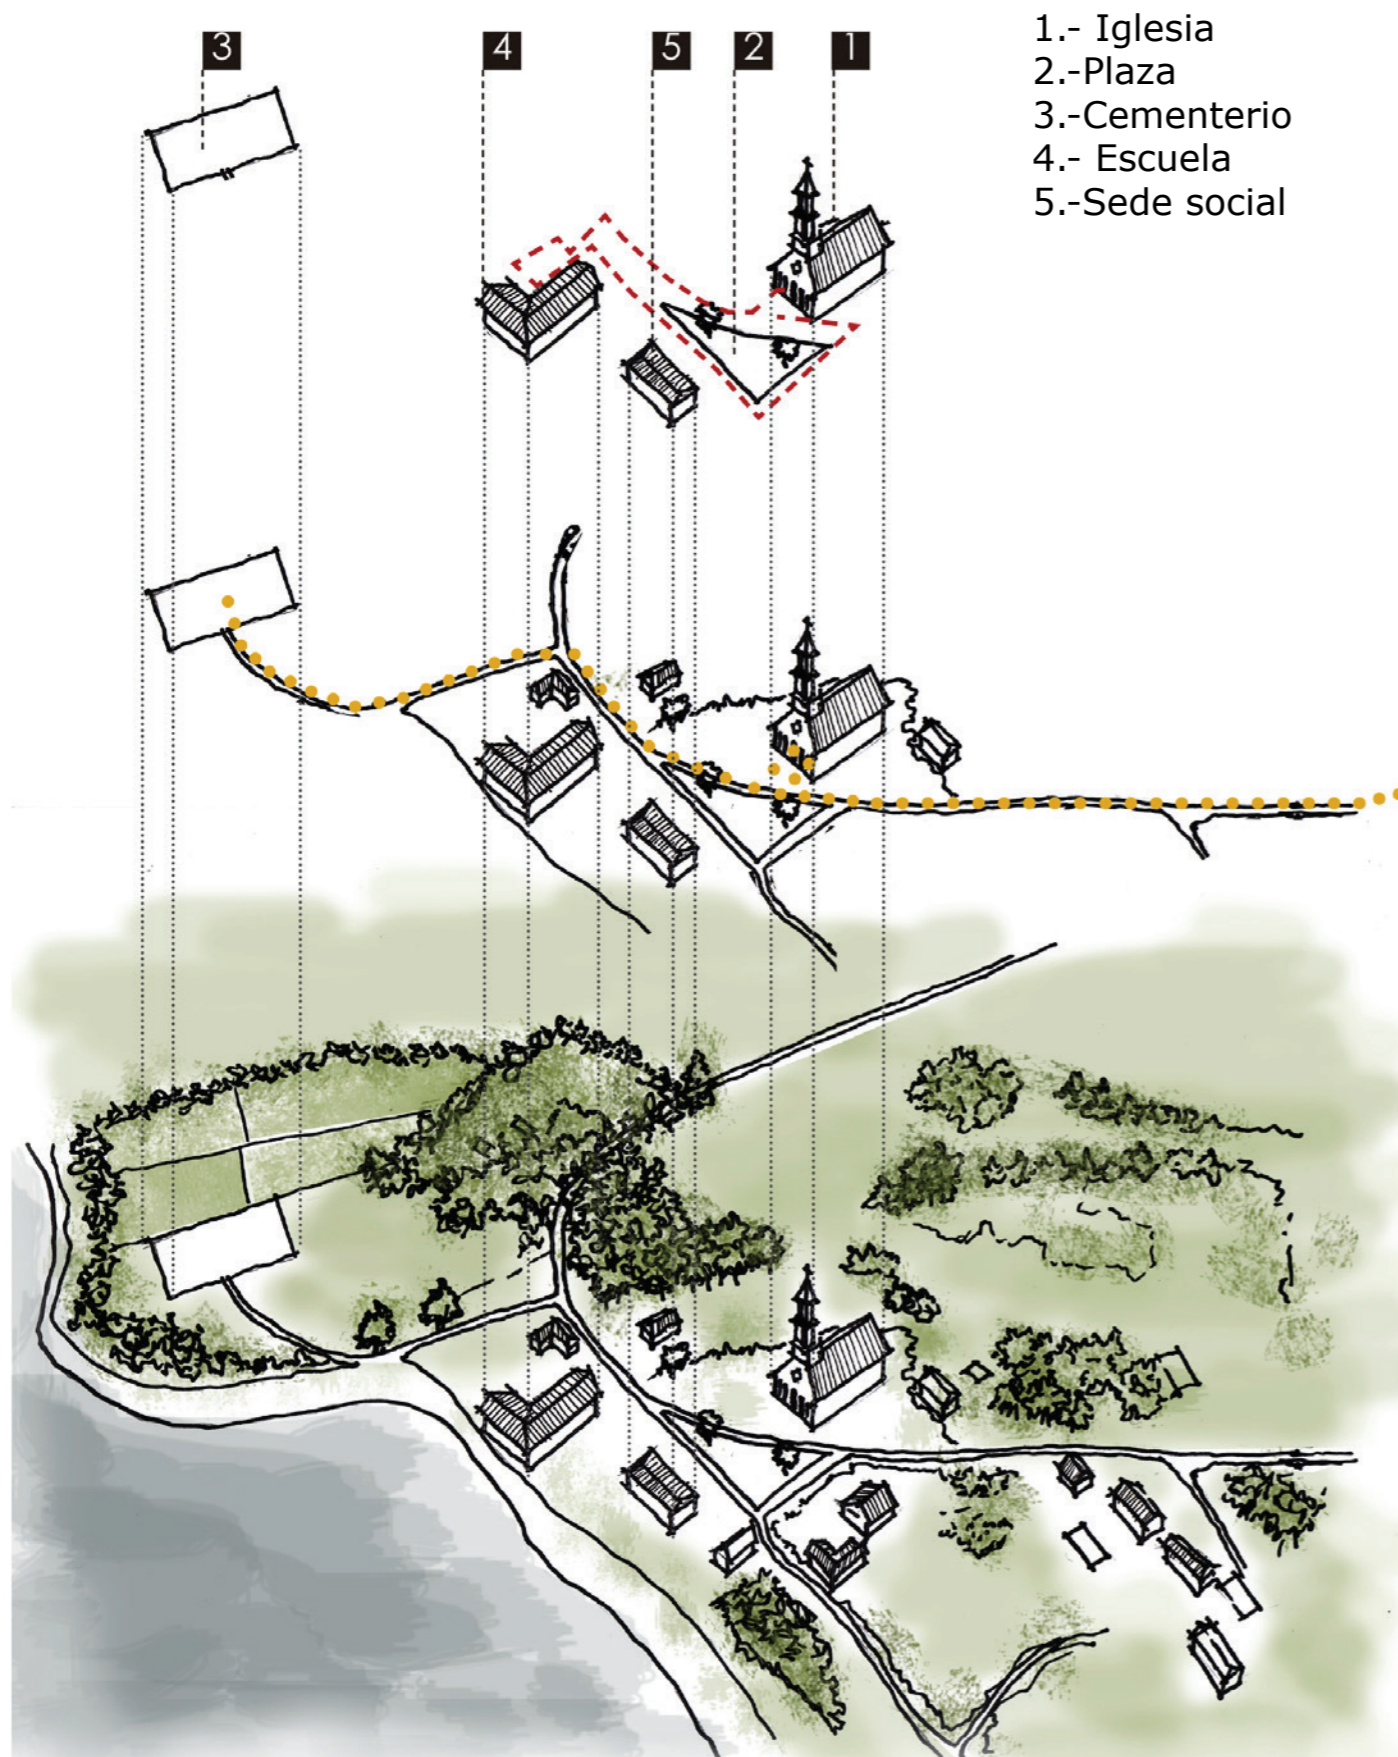 3 4 5 2 1
1.- Iglesia
2.-Plaza
3.-Cementerio
4.- Escuela
5.-Sede social